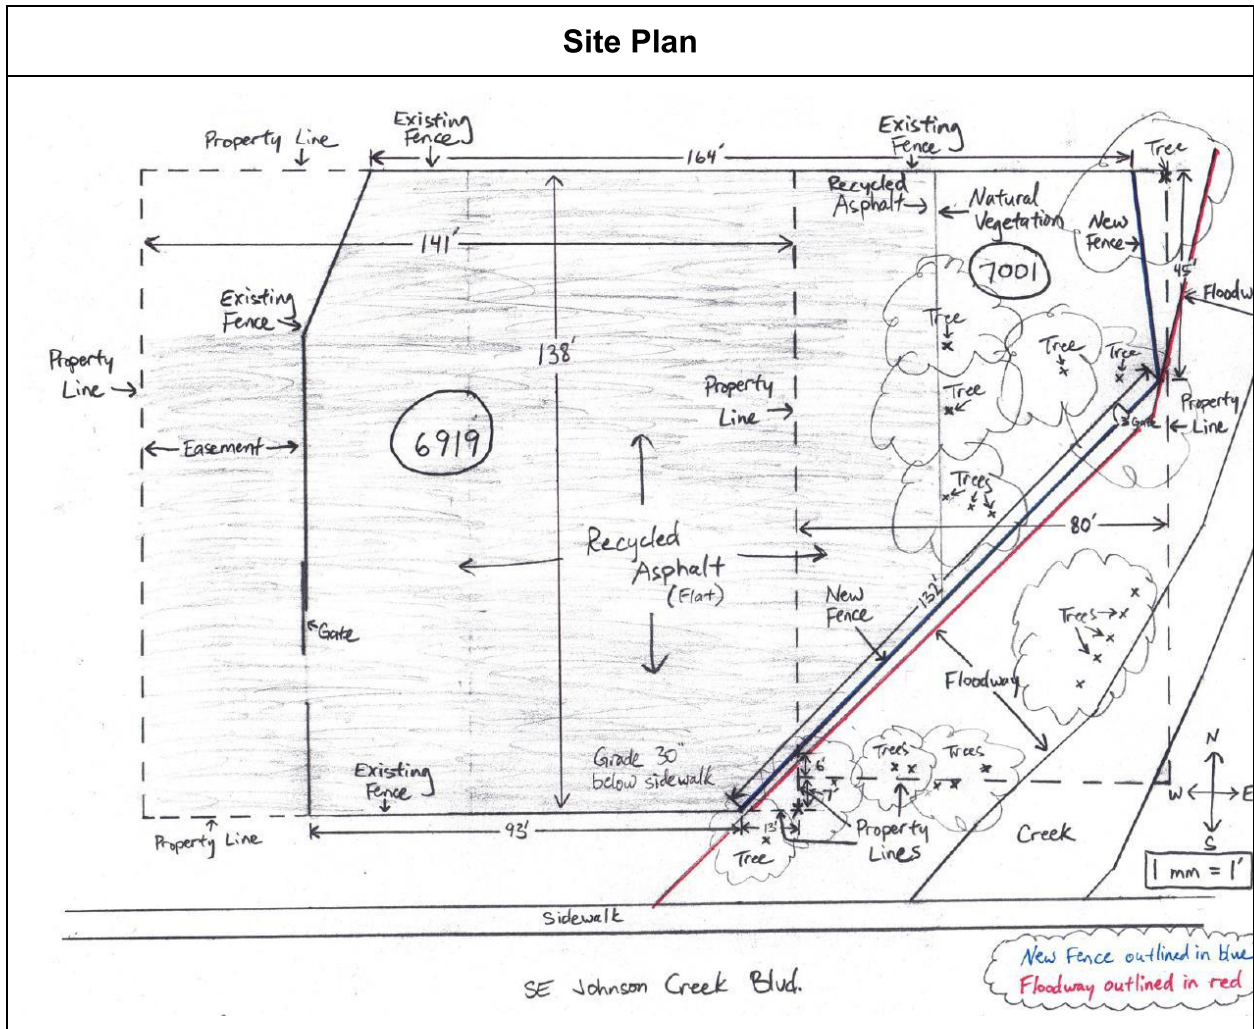 Site Plan
Existing
Fence
Existing
Fence
Property Line
164'
Tree
Recycled
Asphalt
Natural
Vegetation
New
Fence
141'
7001
45'
Floodw
Existing
Fence
Tree
Tree
Tree
138'
Property
Line
Property
Line
Tree
Property
Line
3' Gate
Easement
6919
Trees
80'
Recycled
Asphalt
(Flat)
132'
New
Fence
Trees
Gate
Floodway
Grade 30"
below sidewalk
6'
Trees
Trees
N
W
E
S
Existing
Fence
7'
93'
13'
Property
Lines
Creek
Property Line
Tree
1 mm = 1'
Sidewalk
New Fence outlined in blue
Floodway outlined in red
SE Johnson Creek Blvd.